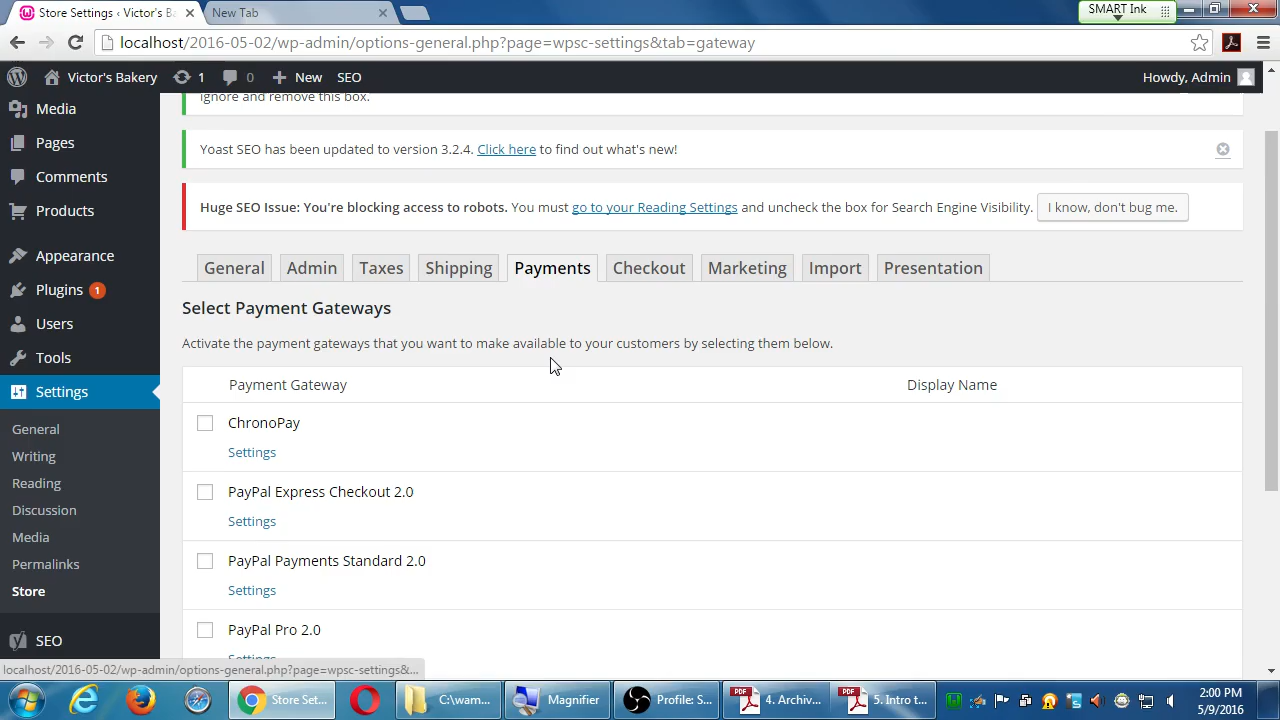 Store Settings ‹ Victor's Ba
New Tab
SMART Ink
localhost/2016-05-02/wp-admin/options-general.php?page=wpsc-settings&tab=gateway
Victor's Bakery
1
0
New
SEO
Howdy, Admin
Media
Pages
Comments
Products
Appearance
Plugins 1
Users
Tools
Settings
General
Writing
Reading
Discussion
Media
Permalinks
Store
SEO
ignore and remove this box.
Yoast SEO has been updated to version 3.2.4. Click here to find out what's new!
Huge SEO Issue: You're blocking access to robots. You must go to your Reading Settings and uncheck the box for Search Engine Visibility. I know, don't bug me.
General Admin Taxes Shipping Payments Checkout Marketing Import Presentation
Select Payment Gateways
Activate the payment gateways that you want to make available to your customers by selecting them below.
Payment Gateway Display Name
ChronoPay
Settings
PayPal Express Checkout 2.0
Settings
PayPal Payments Standard 2.0
Settings
PayPal Pro 2.0
Settings
localhost/2016-05-02/wp-admin/options-general.php?page=wpsc-settings&...
Store Set...
C:\wam...
Magnifier
Profile: S...
PDF
4. Archiv...
PDF
5. Intro t...
2:00 PM
5/9/2016